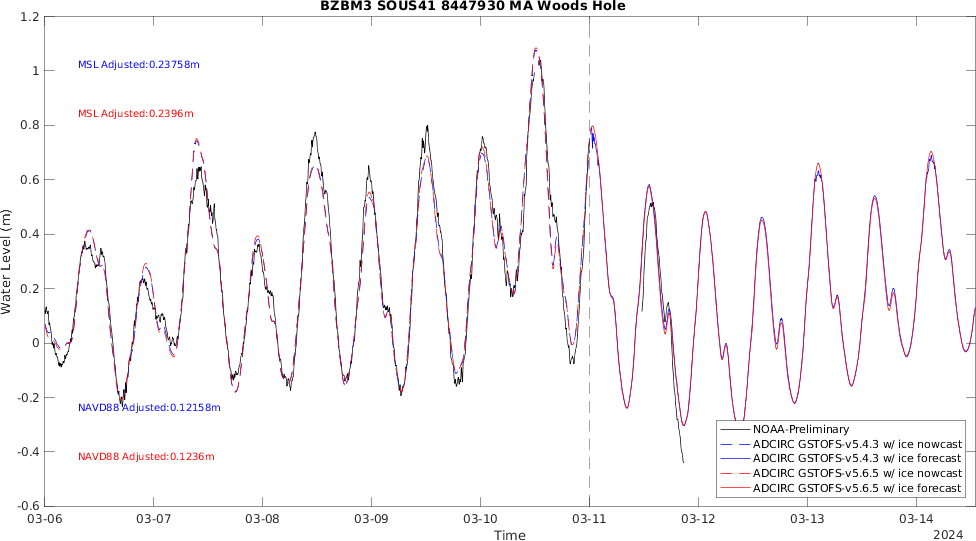 BZBM3 SOUS41 8447930 MA Woods Hole
1.2
1
0.8
0.6
0.4
0.2
0
-0.2
-0.4
-0.6
Water Level (m)
MSL Adjusted:0.23758m
MSL Adjusted:0.2396m
NAVD88 Adjusted:0.12158m
NAVD88 Adjusted:0.1236m
NOAA-Preliminary
ADCIRC GSTOFS-v5.4.3 w/ ice nowcast
ADCIRC GSTOFS-v5.4.3 w/ ice forecast
ADCIRC GSTOFS-v5.6.5 w/ ice nowcast
ADCIRC GSTOFS-v5.6.5 w/ ice forecast
03-06 03-07 03-08 03-09 03-10 03-11 03-12 03-13 03-14
Time
2024